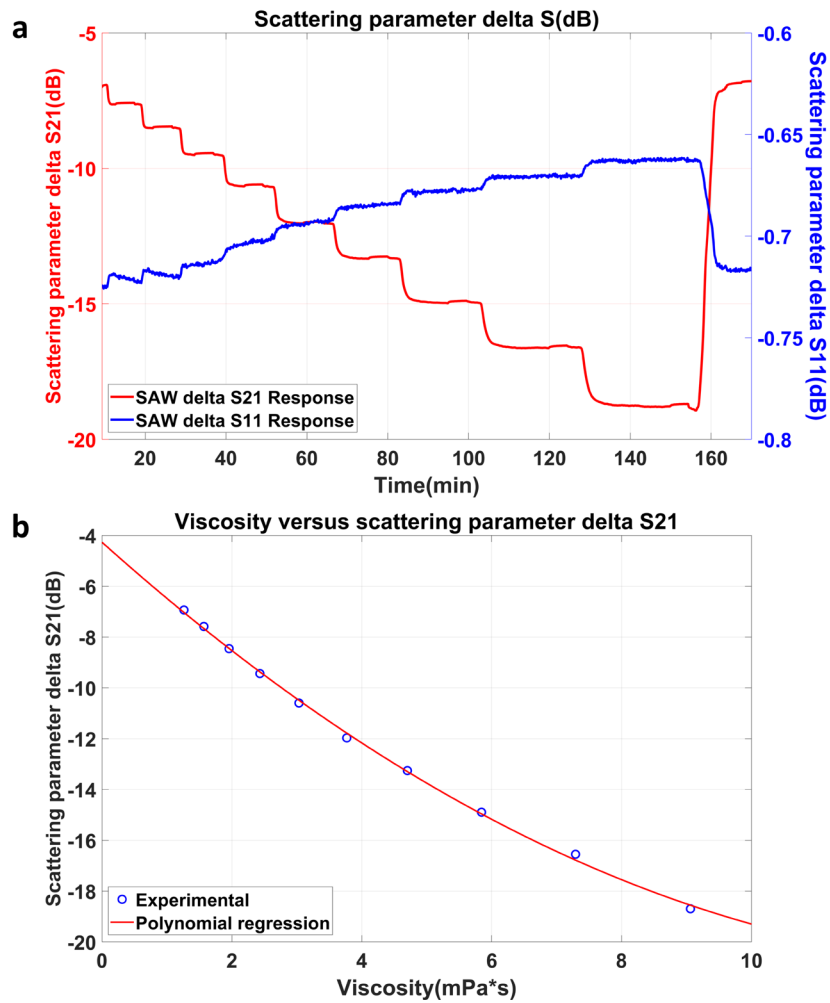 a
Scattering parameter delta S(dB)
Scattering parameter delta S21(dB)
-5
-10
-15
-20
-0.6
-0.65
-0.7
-0.75
-0.8
Scattering parameter delta S11(dB)
SAW delta S21 Response
SAW delta S11 Response
20 40 60 80 100 120 140 160
Time(min)
b
Viscosity versus scattering parameter delta S21
Scattering parameter delta S21(dB)
-4
-6
-8
-10
-12
-14
-16
-18
-20
Experimental
Polynomial regression
0 2 4 6 8 10
Viscosity(mPa*s)